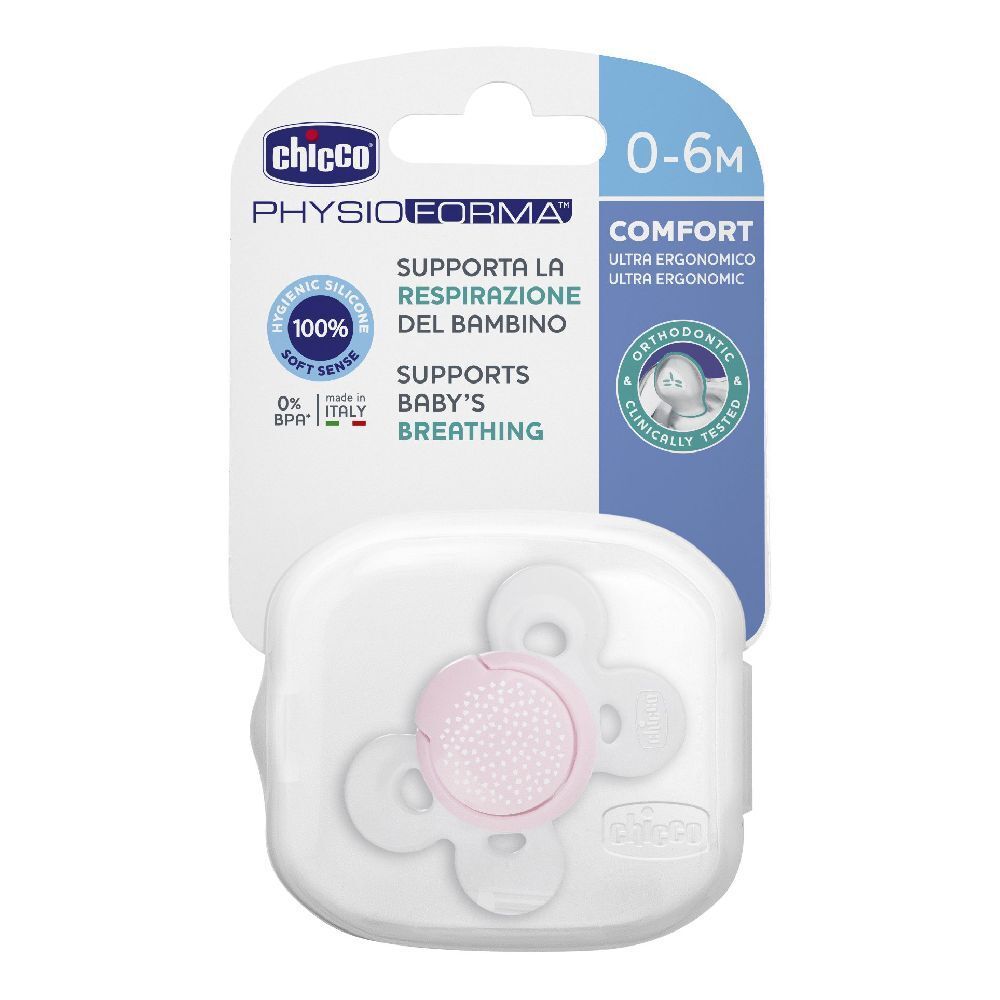 chicco
PHYSIOFORMA™
0-6M
COMFORT
ULTRA ERGONOMICO
ULTRA ERGONOMIC
HYGIENIC SILICONE
100%
SOFT SENSE
0%
BPA*
made in
ITALY
SUPPORTA LA
RESPIRAZIONE
DEL BAMBINO
SUPPORTS
BABY'S
BREATHING
ORTHODONTIC
& CLINICALLY TESTED &
chicco
chicco